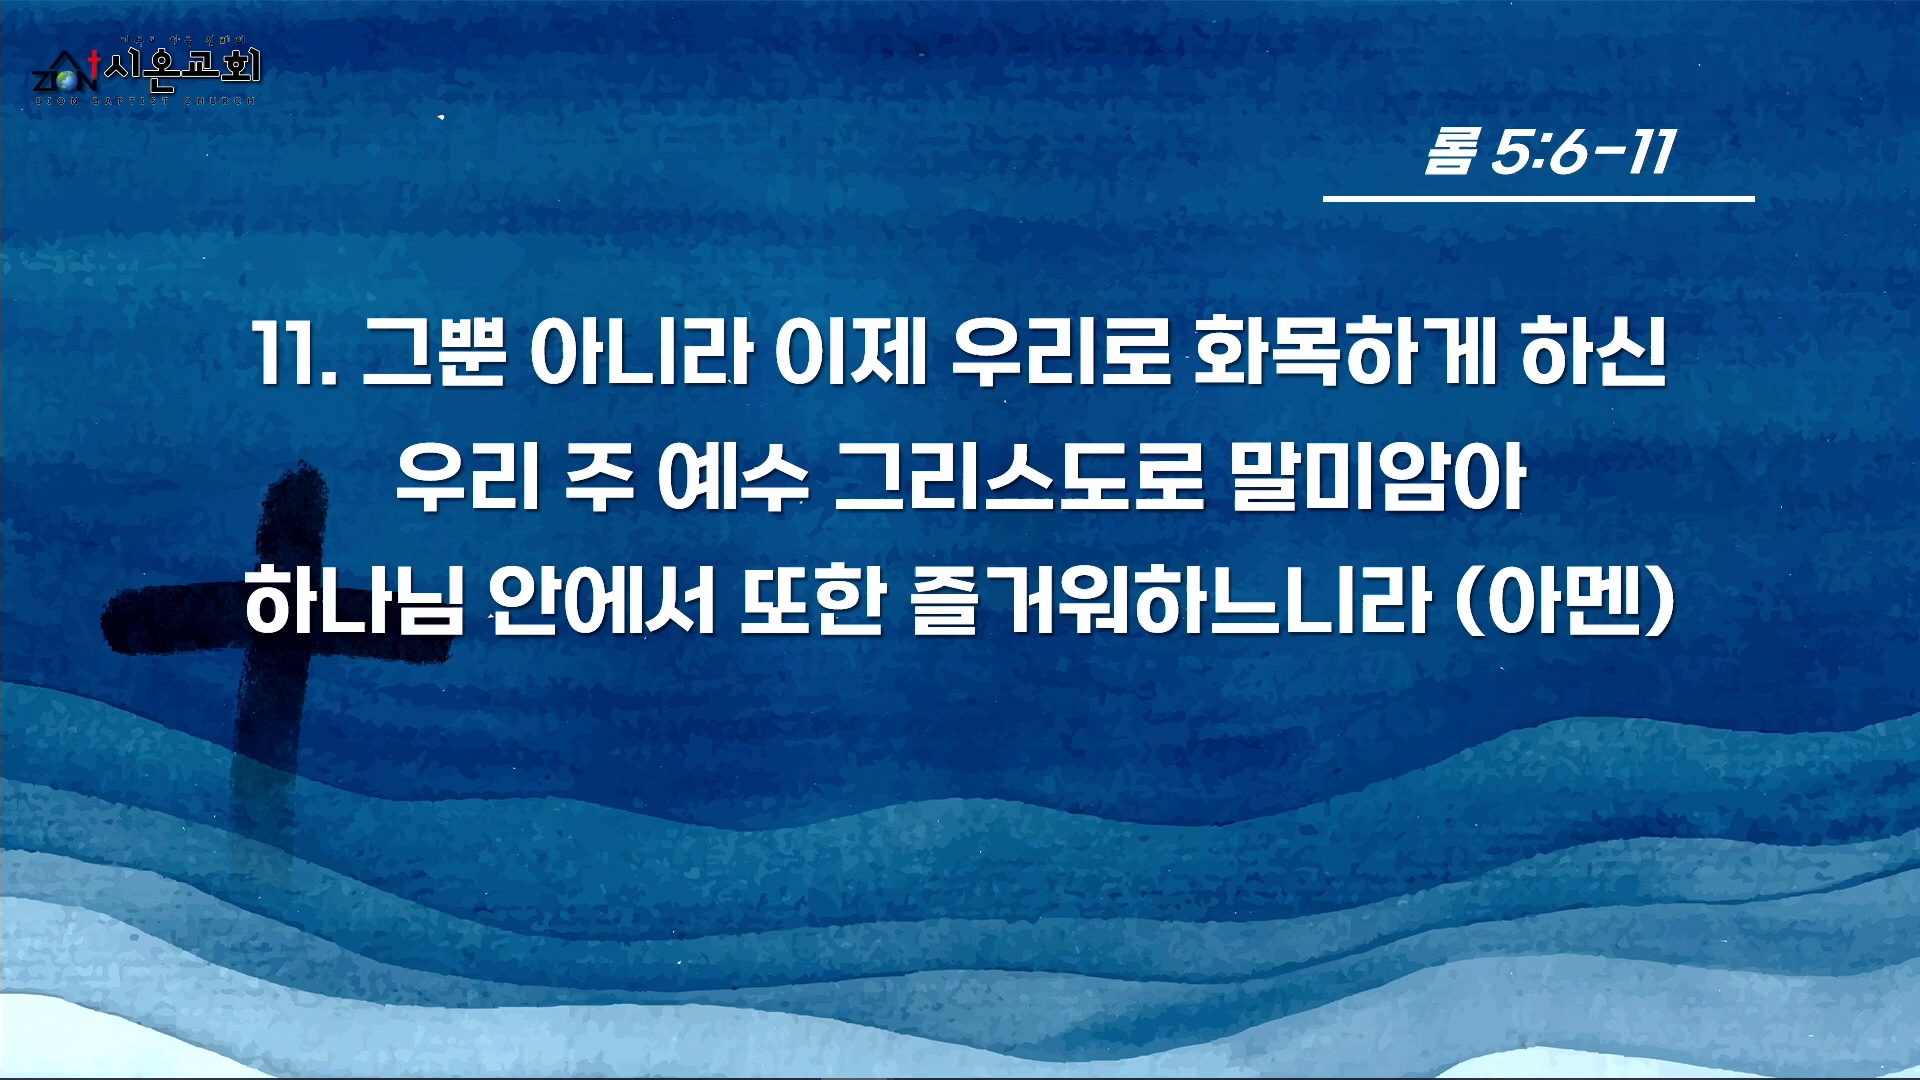 ZION
시온교회
SION BAPTIST CHURCH
롬 5:6-11
11. 그뿐 아니라 이제 우리로 화목하게 하신
우리 주 예수 그리스도로 말미암아
하나님 안에서 또한 즐거워하느니라 (아멘)